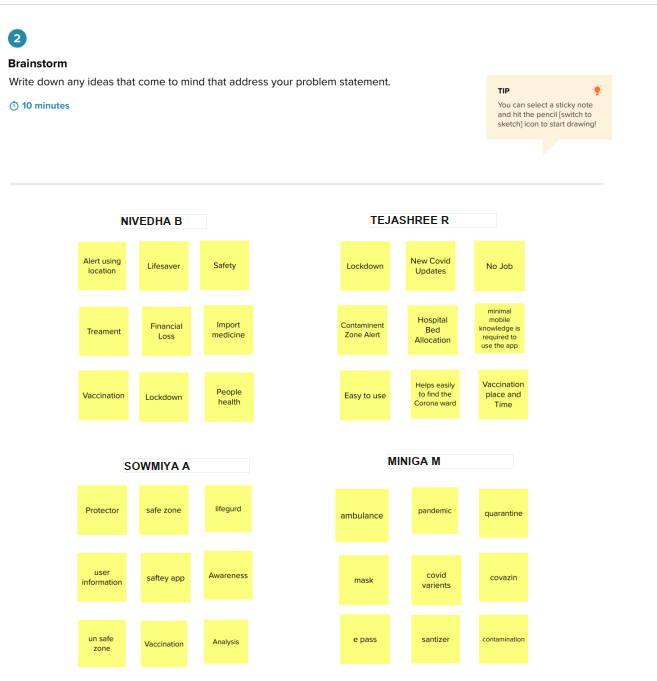 2
Brainstorm
Write down any ideas that come to mind that address your problem statement.
10 minutes
TIP
You can select a sticky note
and hit the pencil [switch to
sketch] icon to start drawing!
NIVEDHA B
Alert using
location
Lifesaver
Safety
Treament
Financial
Loss
Import
medicine
Vaccination
Lockdown
People
health
TEJASHREE R
Lockdown
New Covid
Updates
No Job
Contaminent
Zone Alert
Hospital
Bed
Allocation
minimal
mobile
knowledge is
required to
use the app
Easy to use
Helps easily
to find the
Corona ward
Vaccination
place and
Time
SOWMIYA A
Protector
safe zone
lifegurd
user
information
saftey app
Awareness
un safe
zone
Vaccination
Analysis
MINIGA M
ambulance
pandemic
quarantine
mask
covid
varients
covazin
e pass
santizer
contamination